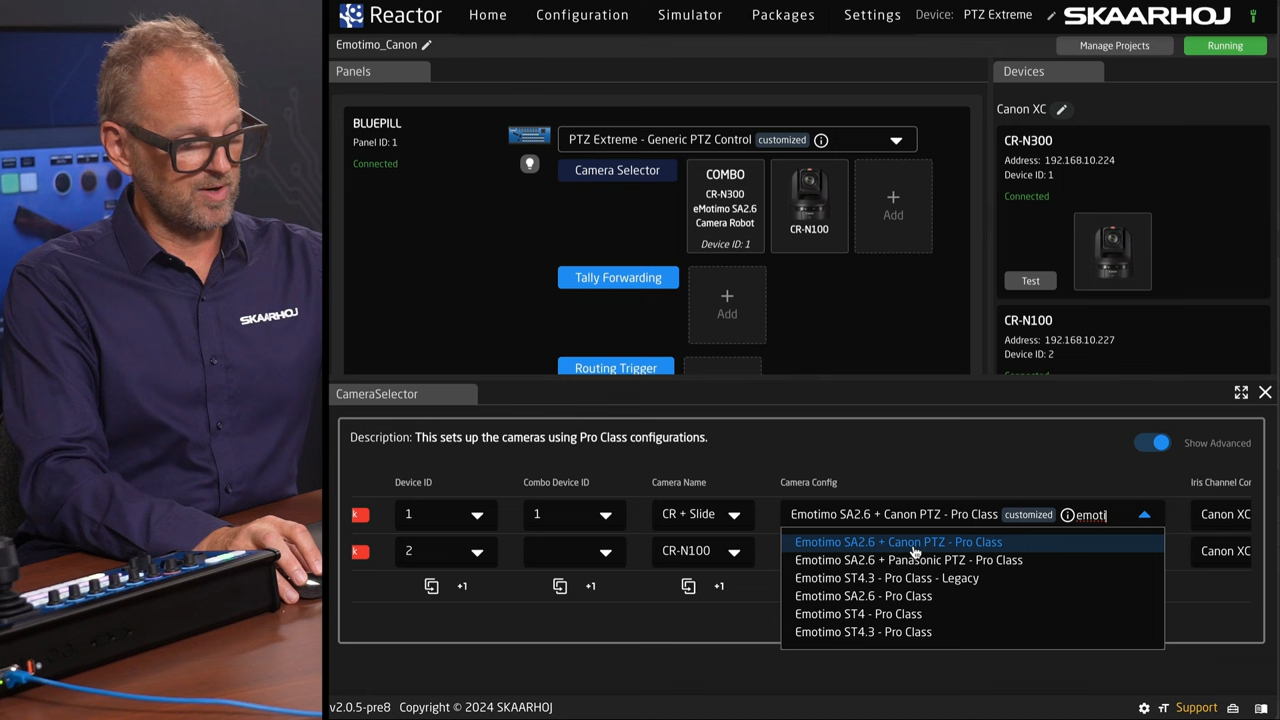 Reactor
Home
Configuration
Simulator
Packages
Settings
Device: PTZ Extreme
SKAARHOJ
Emotimo_Canon
Manage Projects
Running
Panels
Devices
BLUEPILL
Panel ID: 1
Connected
PTZ Extreme - Generic PTZ Control customized
Camera Selector
COMBO
CR-N300
eMotimo SA2.6
Camera Robot
Device ID: 1
CR-N100
Add
Tally Forwarding
Add
Routing Trigger
Canon XC
CR-N300
Address: 192.168.10.224
Device ID: 1
Connected
Test
CR-N100
Address: 192.168.10.227
Device ID: 2
CameraSelector
Description: This sets up the cameras using Pro Class configurations.
Show Advanced
Device ID
Combo Device ID
Camera Name
Camera Config
Iris Channel Cor
k
1
1
CR + Slide
Emotimo SA2.6 + Canon PTZ - Pro Class customized emoti
Canon XC
k
2
CR-N100
Canon XC
+1
+1
+1
Emotimo SA2.6 + Canon PTZ - Pro Class
Emotimo SA2.6 + Panasonic PTZ - Pro Class
Emotimo ST4.3 - Pro Class - Legacy
Emotimo SA2.6 - Pro Class
Emotimo ST4 - Pro Class
Emotimo ST4.3 - Pro Class
v2.0.5-pre8 Copyright © 2024 SKAARHOJ
Support
SKAARHOJ